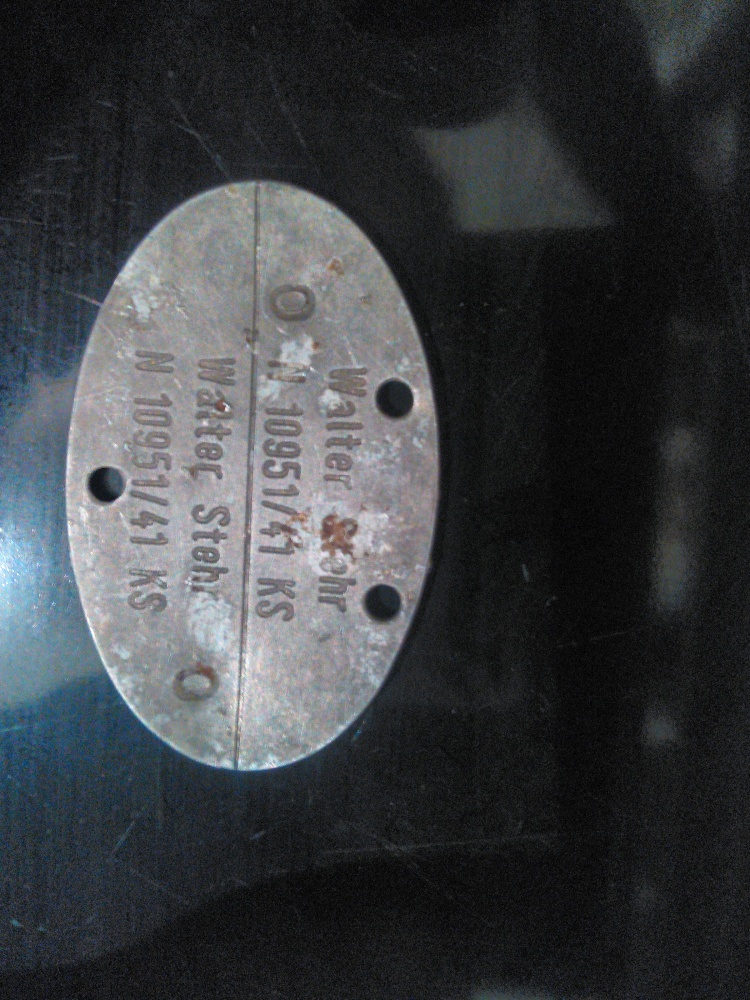 Walter Stehr
N 10951/41 KS
O
Walter Stehr
N 10951/41 KS
O